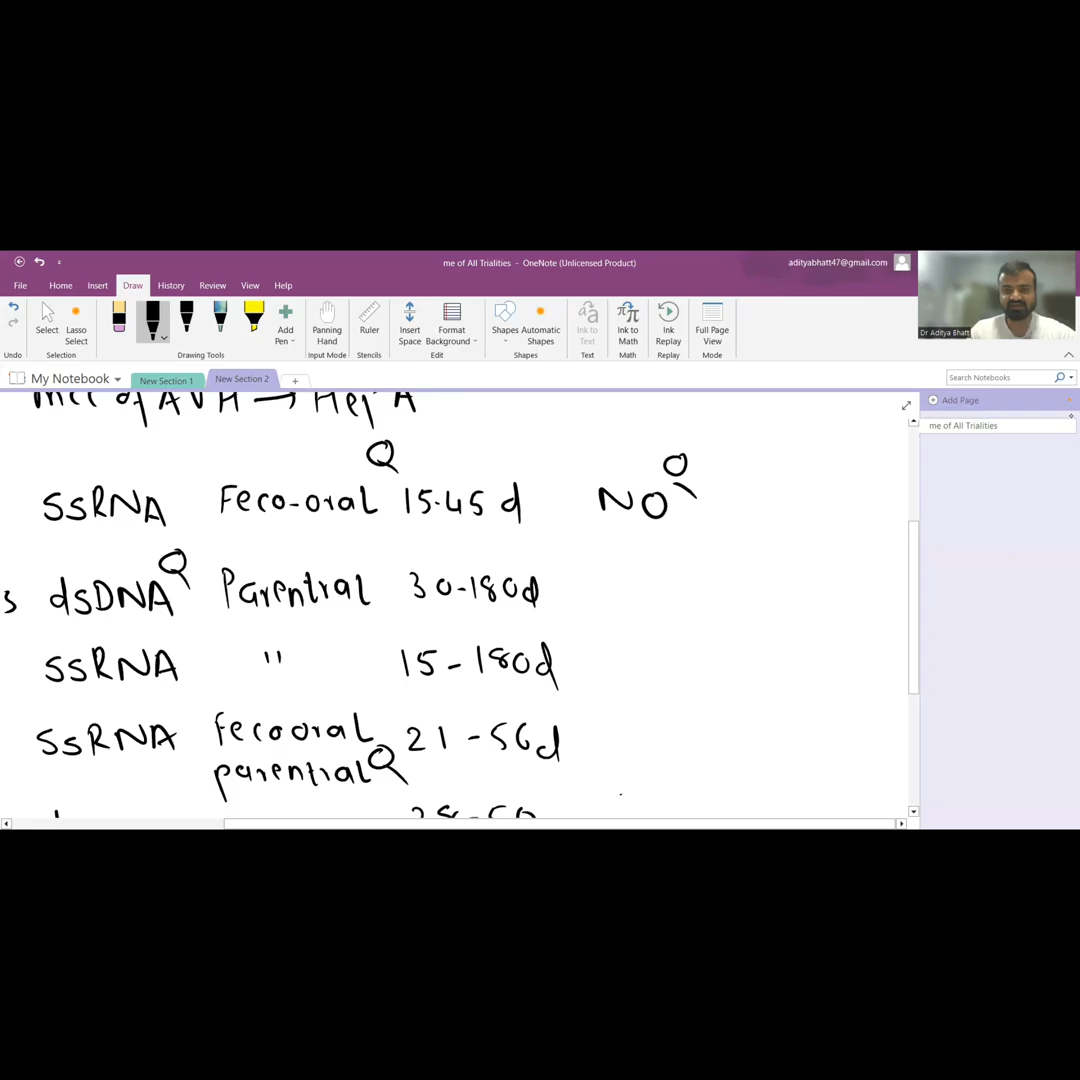 me of All Trialities - OneNote (Unlicensed Product)
adityabhatt47@gmail.com
File Home Insert Draw History Review View Help
Undo
Select
Lasso Select
Selection
Drawing Tools
Add Pen
Panning Hand
Input Mode
Ruler
Stencils
Insert Space
Format Background
Edit
Shapes
Automatic Shapes
Shapes
Ink to Text
Text
Ink to Math
Math
Ink Replay
Replay
Full Page View
Mode
Dr Aditya Bhatt
My Notebook New Section 1 New Section 2 +
Search Notebooks
Add Page
me of All Trialities
of AVH → Hep A
Q
SSRNA Feco-oral 15-45 d NO Q
Q
3 dsDNA Parentral 30-180d
SSRNA " 15-180d
SSRNA Fecooral 21-56d
parentral Q